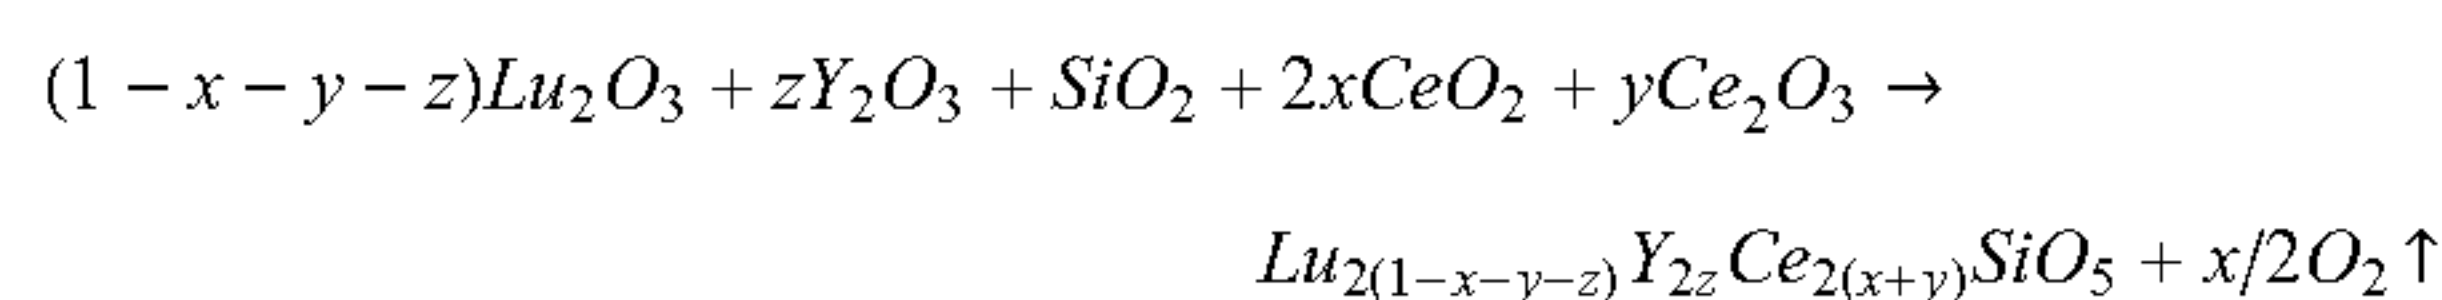 (1 − x − y − z)Lu₂O₃ + zY₂O₃ + SiO₂ + 2xCeO₂ + yCe₂O₃ →
Lu₂₍₁₋ₓ₋y₋z₎Y₂zCe₂₍ₓ₊y₎SiO₅ + x/2O₂↑